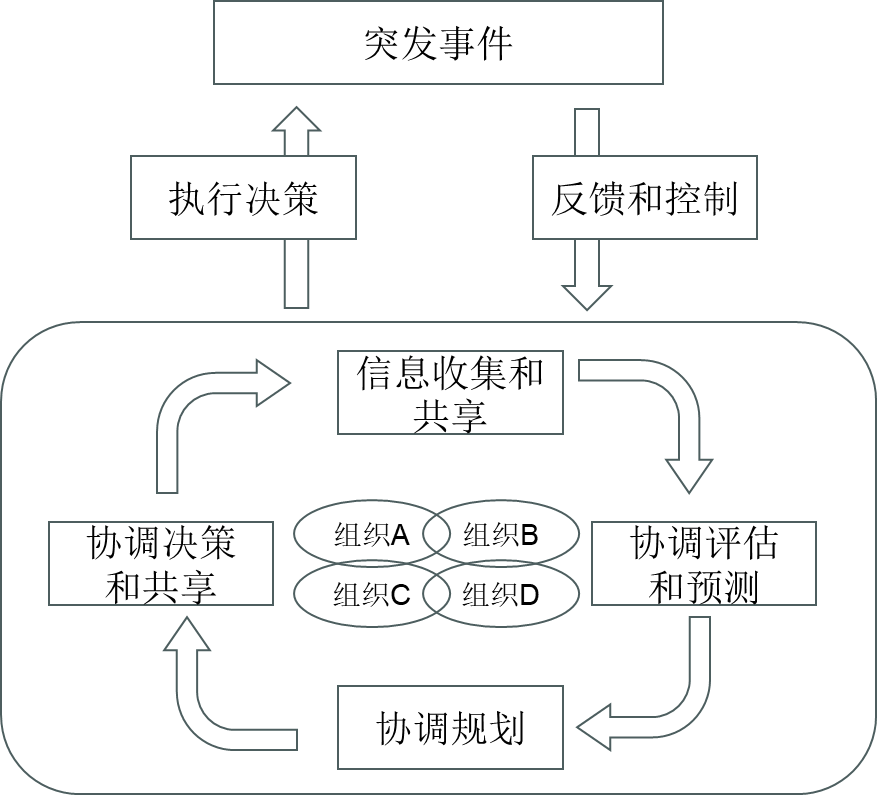 突发事件
执行决策
反馈和控制
信息收集和
共享
协调决策
和共享
组织A
组织B
协调评估
和预测
组织C
组织D
协调规划